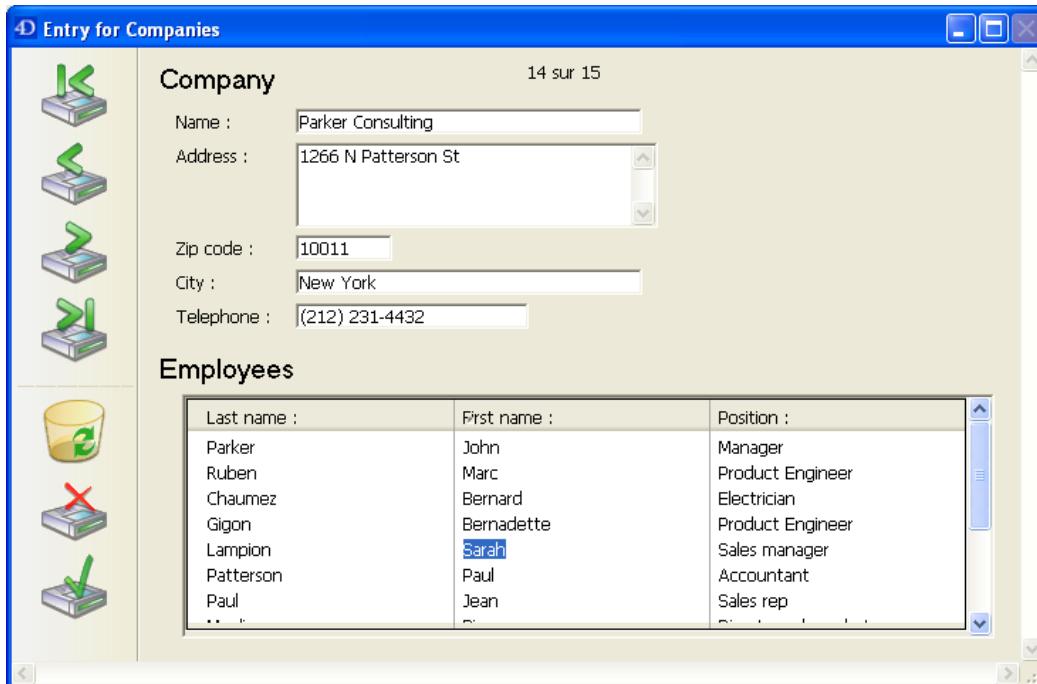 4D Entry for Companies
Company
14 sur 15
Name : Parker Consulting
Address : 1266 N Patterson St
Zip code : 10011
City : New York
Telephone : (212) 231-4432
Employees
Last name : First name : Position :
Parker John Manager
Ruben Marc Product Engineer
Chaumez Bernard Electrician
Gigon Bernadette Product Engineer
Lampion Sarah Sales manager
Patterson Paul Accountant
Paul Jean Sales rep